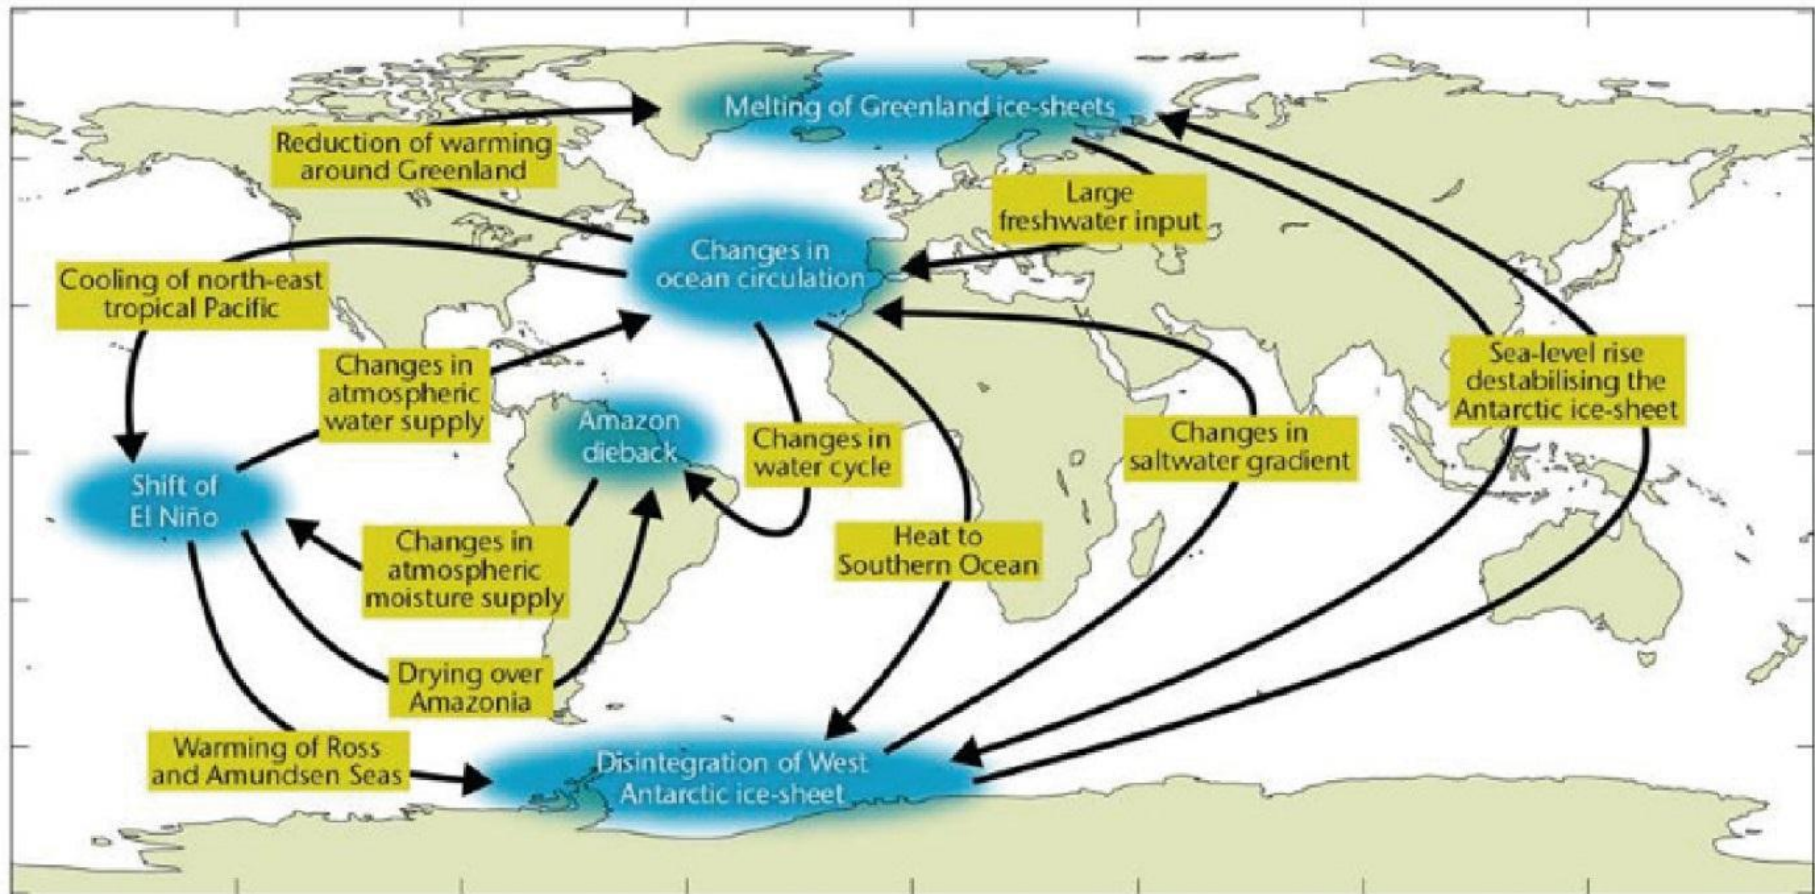 Melting of Greenland ice-sheets
Reduction of warming
around Greenland
Large
freshwater input
Changes in
ocean circulation
Cooling of north-east
tropical Pacific
Changes in
atmospheric
water supply
Sea-level rise
destabilising the
Antarctic ice-sheet
Amazon
dieback
Changes in
water cycle
Changes in
saltwater gradient
Shift of
El Niño
Changes in
atmospheric
moisture supply
Heat to
Southern Ocean
Drying over
Amazonia
Warming of Ross
and Amundsen Seas
Disintegration of West
Antarctic ice-sheet